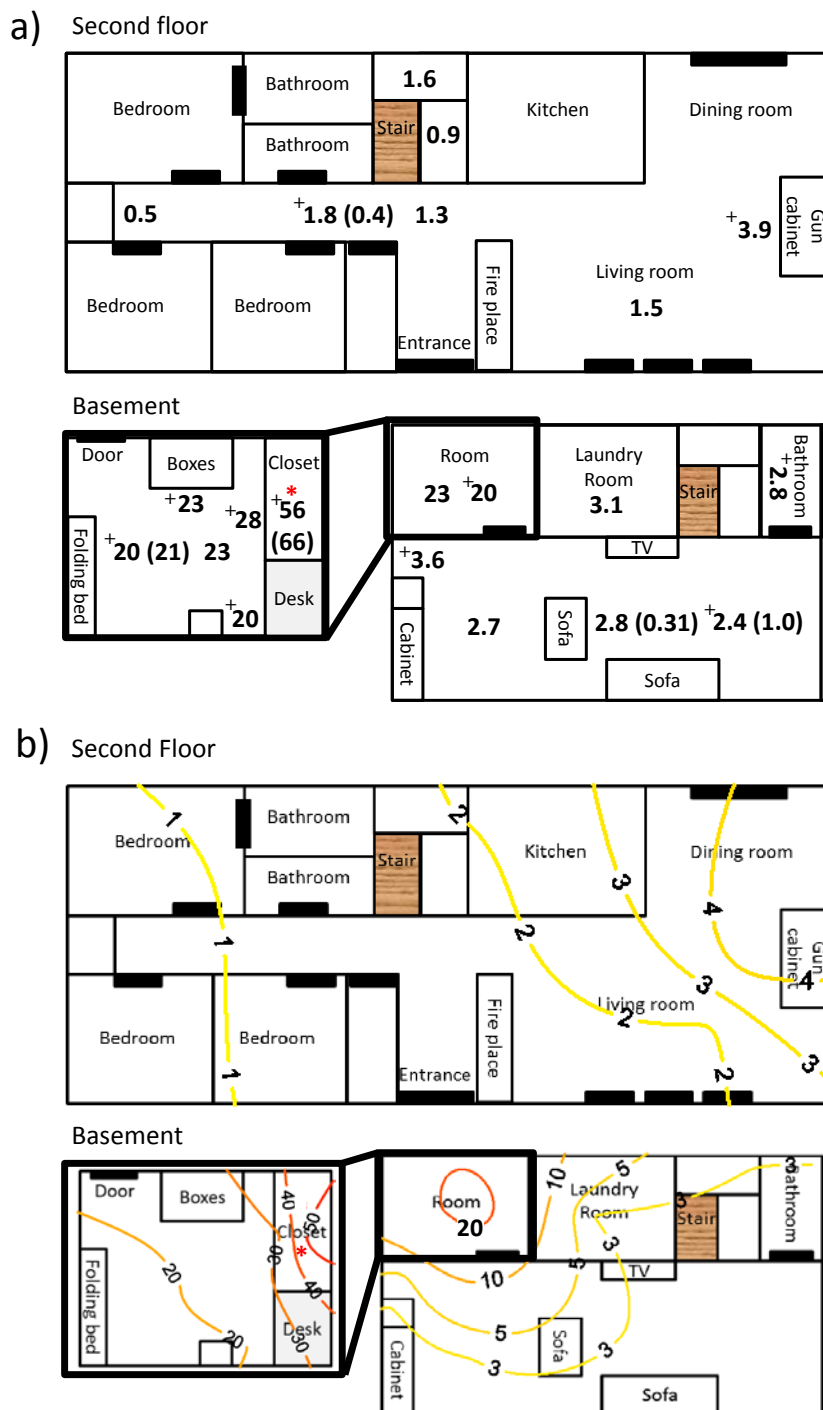 a)
Second floor
Bedroom
Bathroom
Bathroom
1.6
Stair
0.9
Kitchen
Dining room
0.5
+1.8 (0.4)
1.3
+3.9
Gun cabinet
Living room
1.5
Bedroom
Bedroom
Entrance
Fire place
Basement
Door
Boxes
Closet
*
+23
+28
+56
(66)
+20 (21)
23
Folding bed
+20
Desk
Room
23
+20
Laundry
Room
3.1
Stair
Bathroom
+2.8
TV
+3.6
Cabinet
2.7
Sofa
2.8 (0.31)
+2.4 (1.0)
Sofa
b)
Second Floor
1
Bedroom
Bathroom
Bathroom
Stair
2
Kitchen
3
Dining room
4
1
2
3
4
Gun cabinet
Living room
2
Bedroom
Bedroom
1
Fire place
Entrance
2
3
Basement
Door
Boxes
40
50
Closet
*
30
20
40
Folding bed
20
Desk
30
Room
20
10
5
Laundry
Room
3
3
Bathroom
Stair
10
5
3
TV
5
3
Cabinet
Sofa
3
Sofa